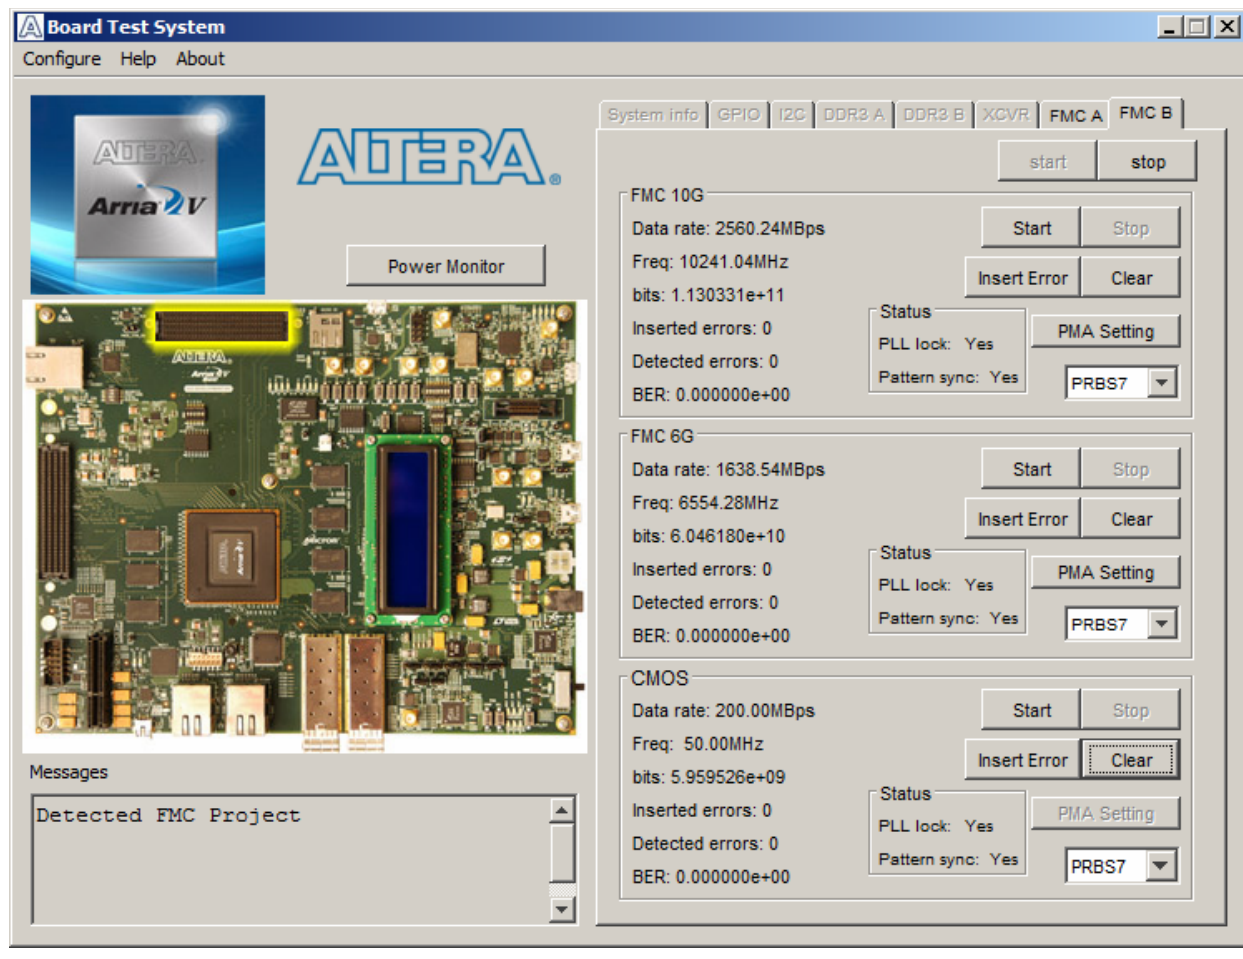 Board Test System
Configure Help About
ALTERA
Arria V
ALTERA®
Power Monitor
ALTERA
Arria V
MICRON
ALTERA
Arria V
Messages
Detected FMC Project
System info GPIO I2C DDR3 A DDR3 B XCVR FMC A FMC B
start stop
FMC 10G
Data rate: 2560.24MBps Start Stop
Freq: 10241.04MHz Insert Error Clear
bits: 1.130331e+11
Inserted errors: 0
Detected errors: 0
BER: 0.000000e+00
Status
PLL lock: Yes PMA Setting
Pattern sync: Yes PRBS7
FMC 6G
Data rate: 1638.54MBps Start Stop
Freq: 6554.28MHz Insert Error Clear
bits: 6.046180e+10
Inserted errors: 0
Detected errors: 0
BER: 0.000000e+00
Status
PLL lock: Yes PMA Setting
Pattern sync: Yes PRBS7
CMOS
Data rate: 200.00MBps Start Stop
Freq: 50.00MHz Insert Error Clear
bits: 5.959526e+09
Inserted errors: 0
Detected errors: 0
BER: 0.000000e+00
Status
PLL lock: Yes PMA Setting
Pattern sync: Yes PRBS7